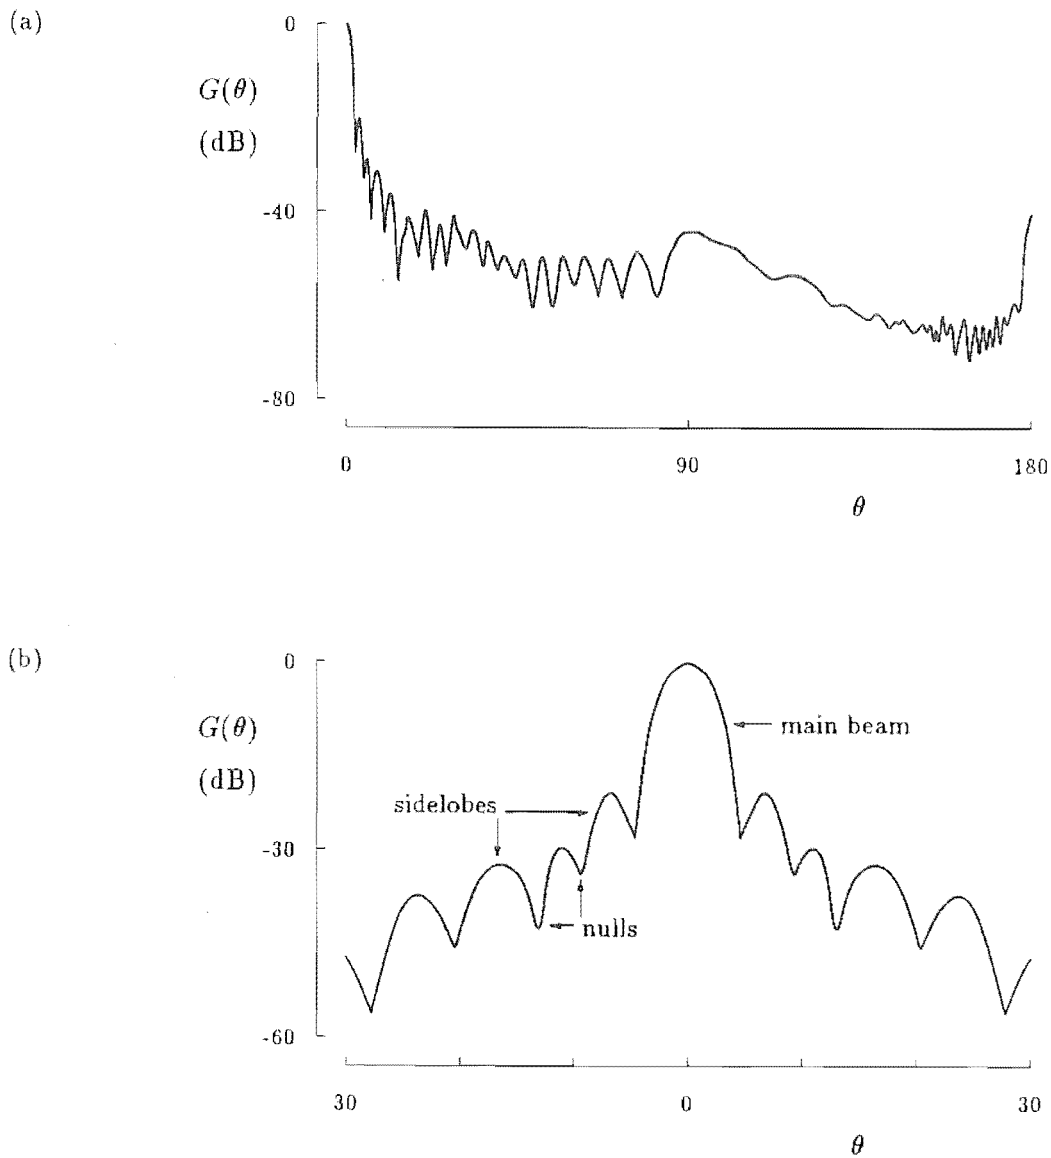 (a)
0
G(θ)
(dB)
-40
-80
0 90 180
θ
(b)
0
G(θ)
(dB)
main beam
sidelobes
-30
nulls
-60
30 0 30
θ